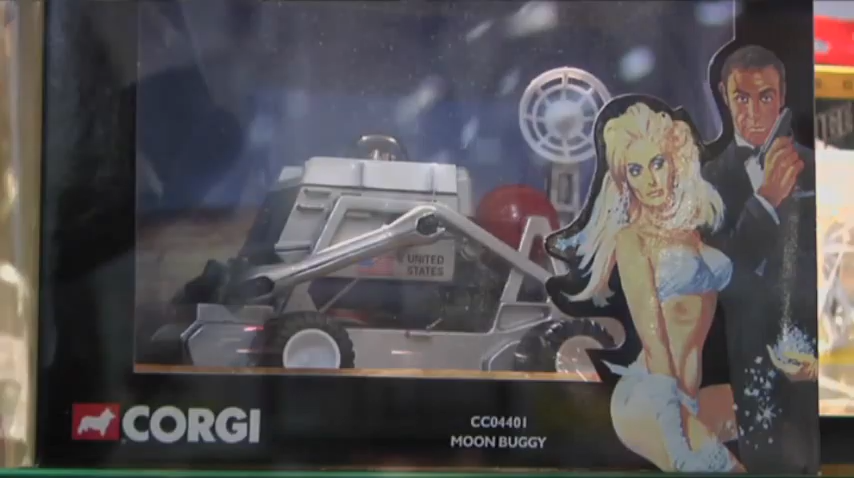 UNITED
STATES
CORGI
CC04401
MOON BUGGY